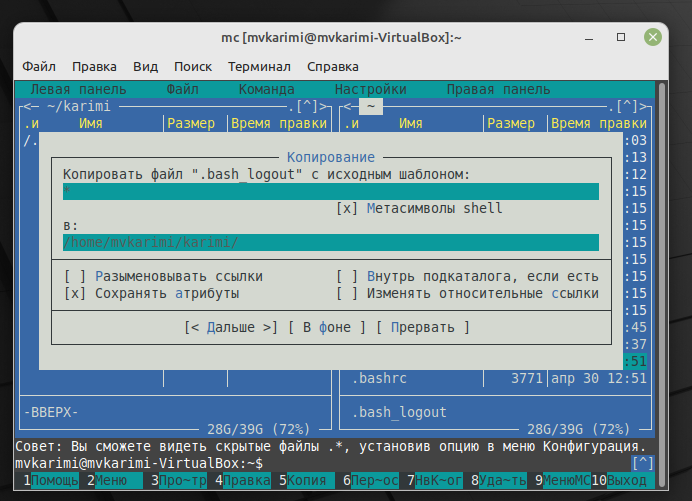 mc [mvkarimi@mvkarimi-VirtualBox]:~
Файл Правка Вид Поиск Терминал Справка
Левая панель Файл Команда Настройки Правая панель
<─ ~/karimi .[^]> <─ ~ .[^]>
.и Имя Размер Время правки .и Имя Размер Время правки
/. :03
Копирование :13
Копировать файл ".bash_logout" с исходным шаблоном: :12
* :15
[x] Метасимволы shell :15
в: :15
/home/mvkarimi/karimi/ :15
:15
[ ] Разыменовывать ссылки [ ] Внутрь подкаталога, если есть :15
[x] Сохранять атрибуты [ ] Изменять относительные ссылки :15
:15
[< Дальше >] [ В фоне ] [ Прервать ] :45
:37
:51
.bashrc 3771 апр 30 12:51
-ВВЕРХ- .bash_logout
28G/39G (72%) 28G/39G (72%)
Совет: Вы сможете видеть скрытые файлы .*, установив опцию в меню Конфигурация.
mvkarimi@mvkarimi-VirtualBox:~$ [^]
1Помощь 2Меню 3Про~тр 4Правка 5Копия 6Пер~ос 7НвК~ог 8Уда~ть 9МенюMC 10Выход